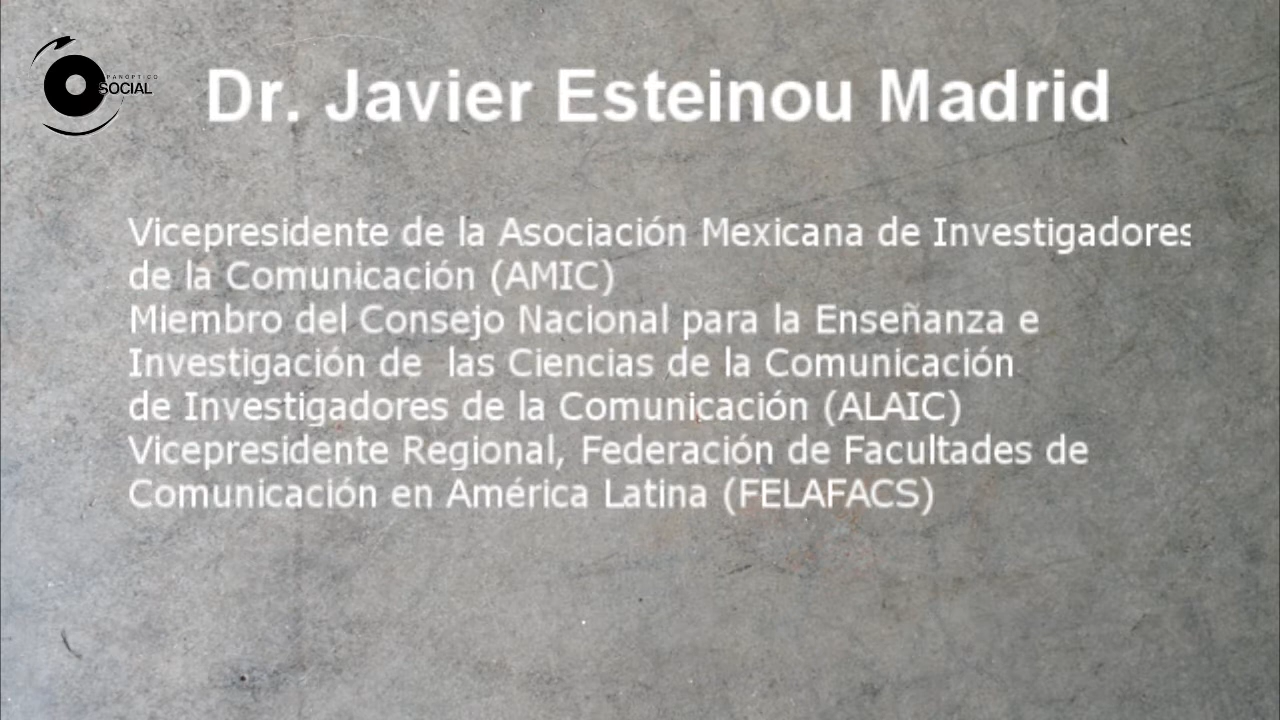 PANÓPTICO
SOCIAL
Dr. Javier Esteinou Madrid
Vicepresidente de la Asociación Mexicana de Investigadores
de la Comunicación (AMIC)
Miembro del Consejo Nacional para la Enseñanza e
Investigación de  las Ciencias de la Comunicación
de Investigadores de la Comunicación (ALAIC)
Vicepresidente Regional, Federación de Facultades de
Comunicación en América Latina (FELAFACS)